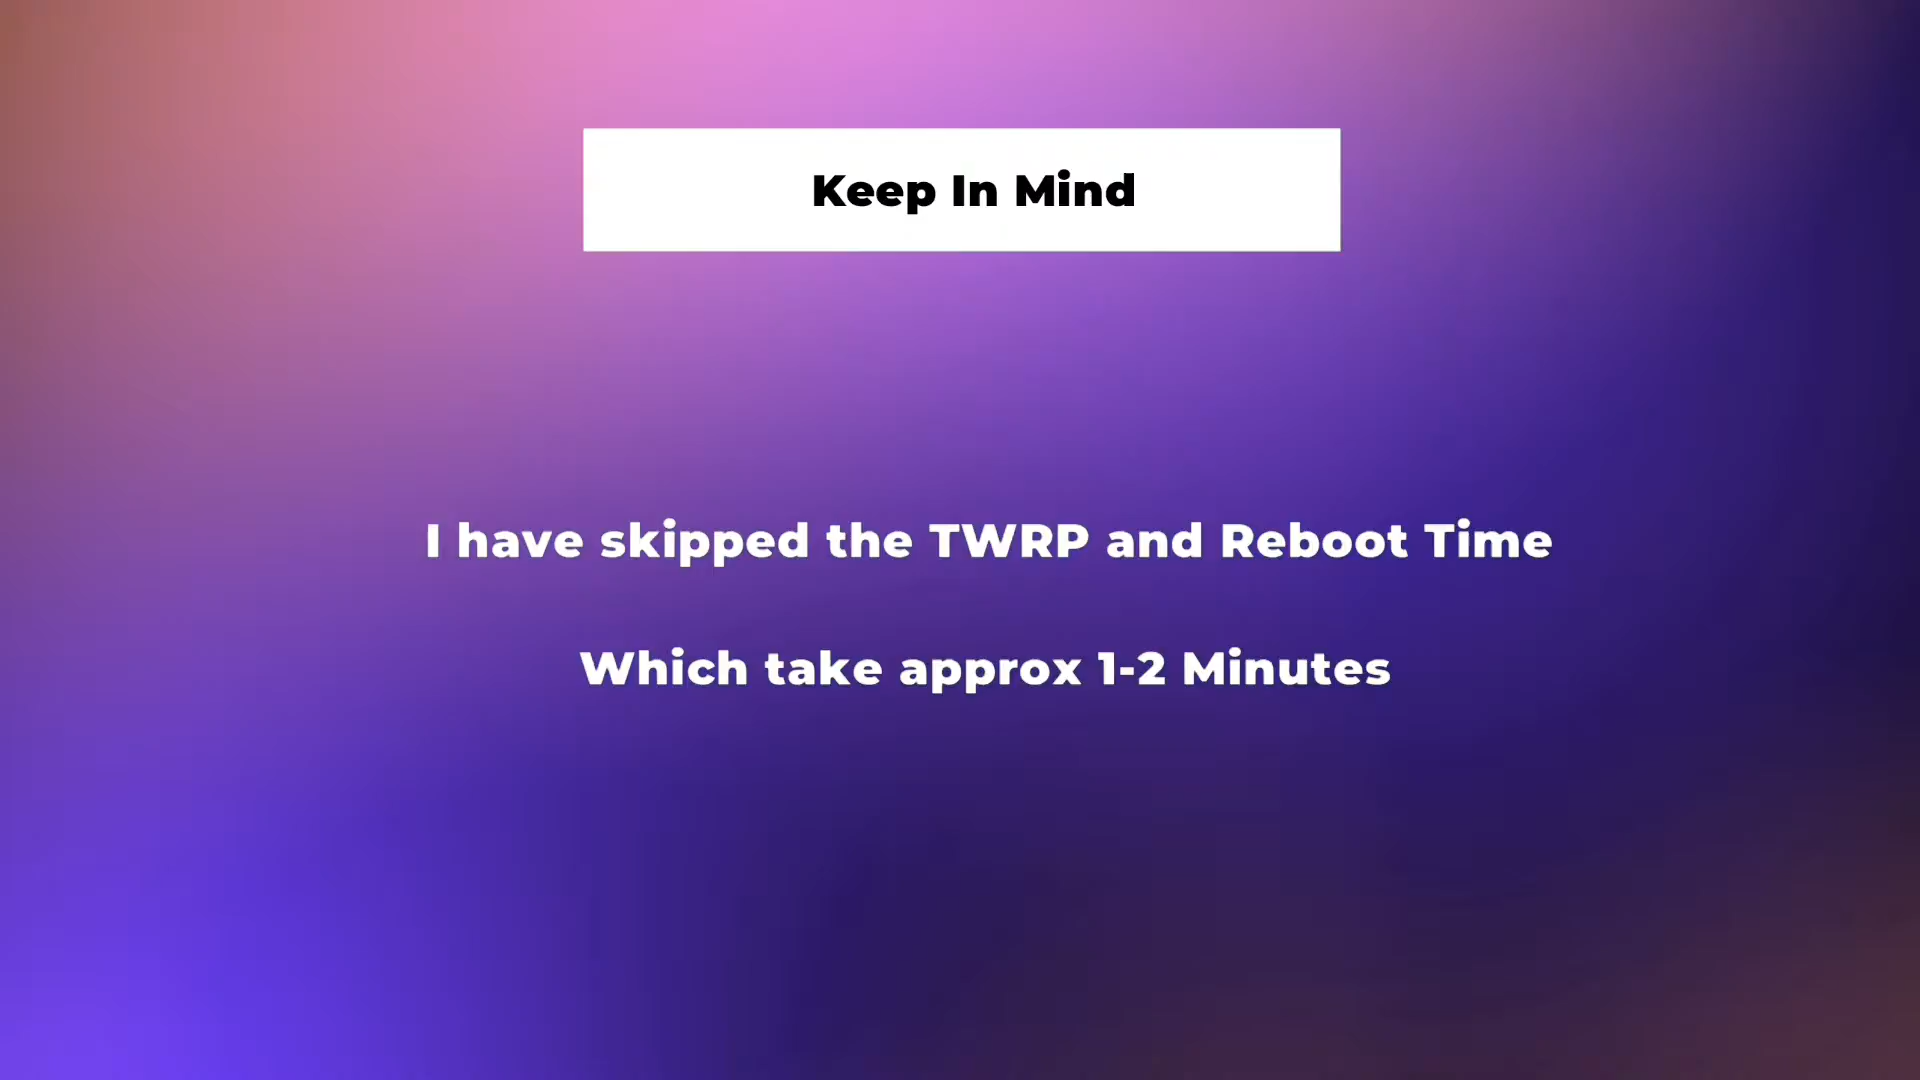 Keep In Mind
I have skipped the TWRP and Reboot Time
Which take approx 1-2 Minutes